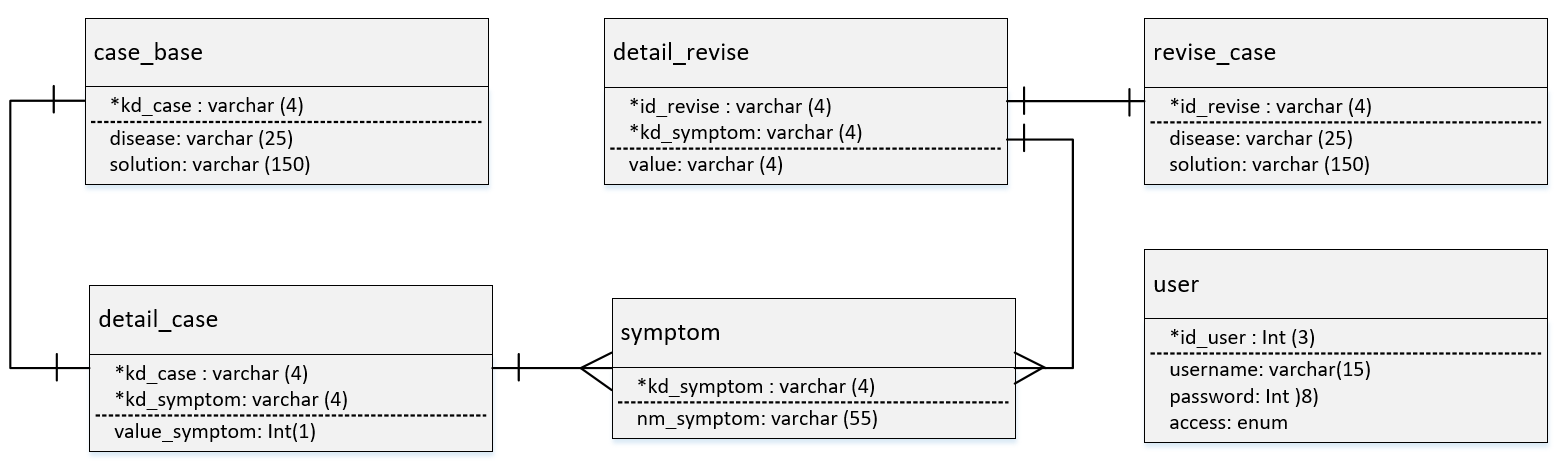 case_base
*kd_case : varchar (4)
disease: varchar (25)
solution: varchar (150)
detail_revise
*id_revise : varchar (4)
*kd_symptom: varchar (4)
value: varchar (4)
revise_case
*id_revise : varchar (4)
disease: varchar (25)
solution: varchar (150)
detail_case
*kd_case : varchar (4)
*kd_symptom: varchar (4)
value_symptom: Int(1)
symptom
*kd_symptom : varchar (4)
nm_symptom: varchar (55)
user
*id_user : Int (3)
username: varchar(15)
password: Int )8)
access: enum